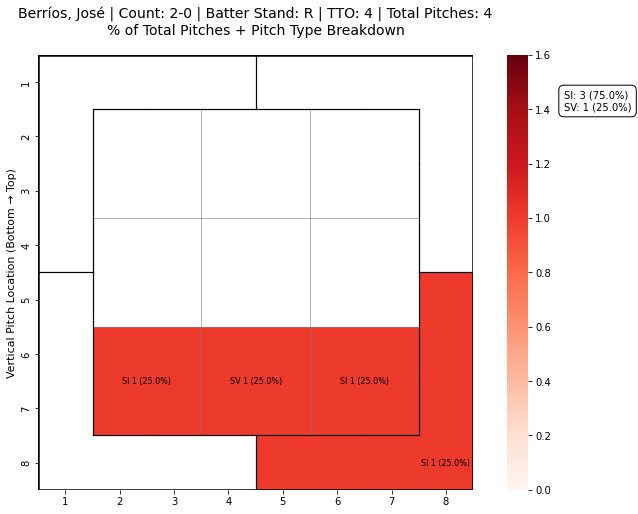 Berríos, José | Count: 2-0 | Batter Stand: R | TTO: 4 | Total Pitches: 4
% of Total Pitches + Pitch Type Breakdown
Vertical Pitch Location (Bottom → Top)
1
2
3
4
5
6
7
8
SI 1 (25.0%)
SV 1 (25.0%)
SI 1 (25.0%)
SI 1 (25.0%)
1 2 3 4 5 6 7 8
1.6
1.4
1.2
1.0
0.8
0.6
0.4
0.2
0.0
SI: 3 (75.0%)
SV: 1 (25.0%)